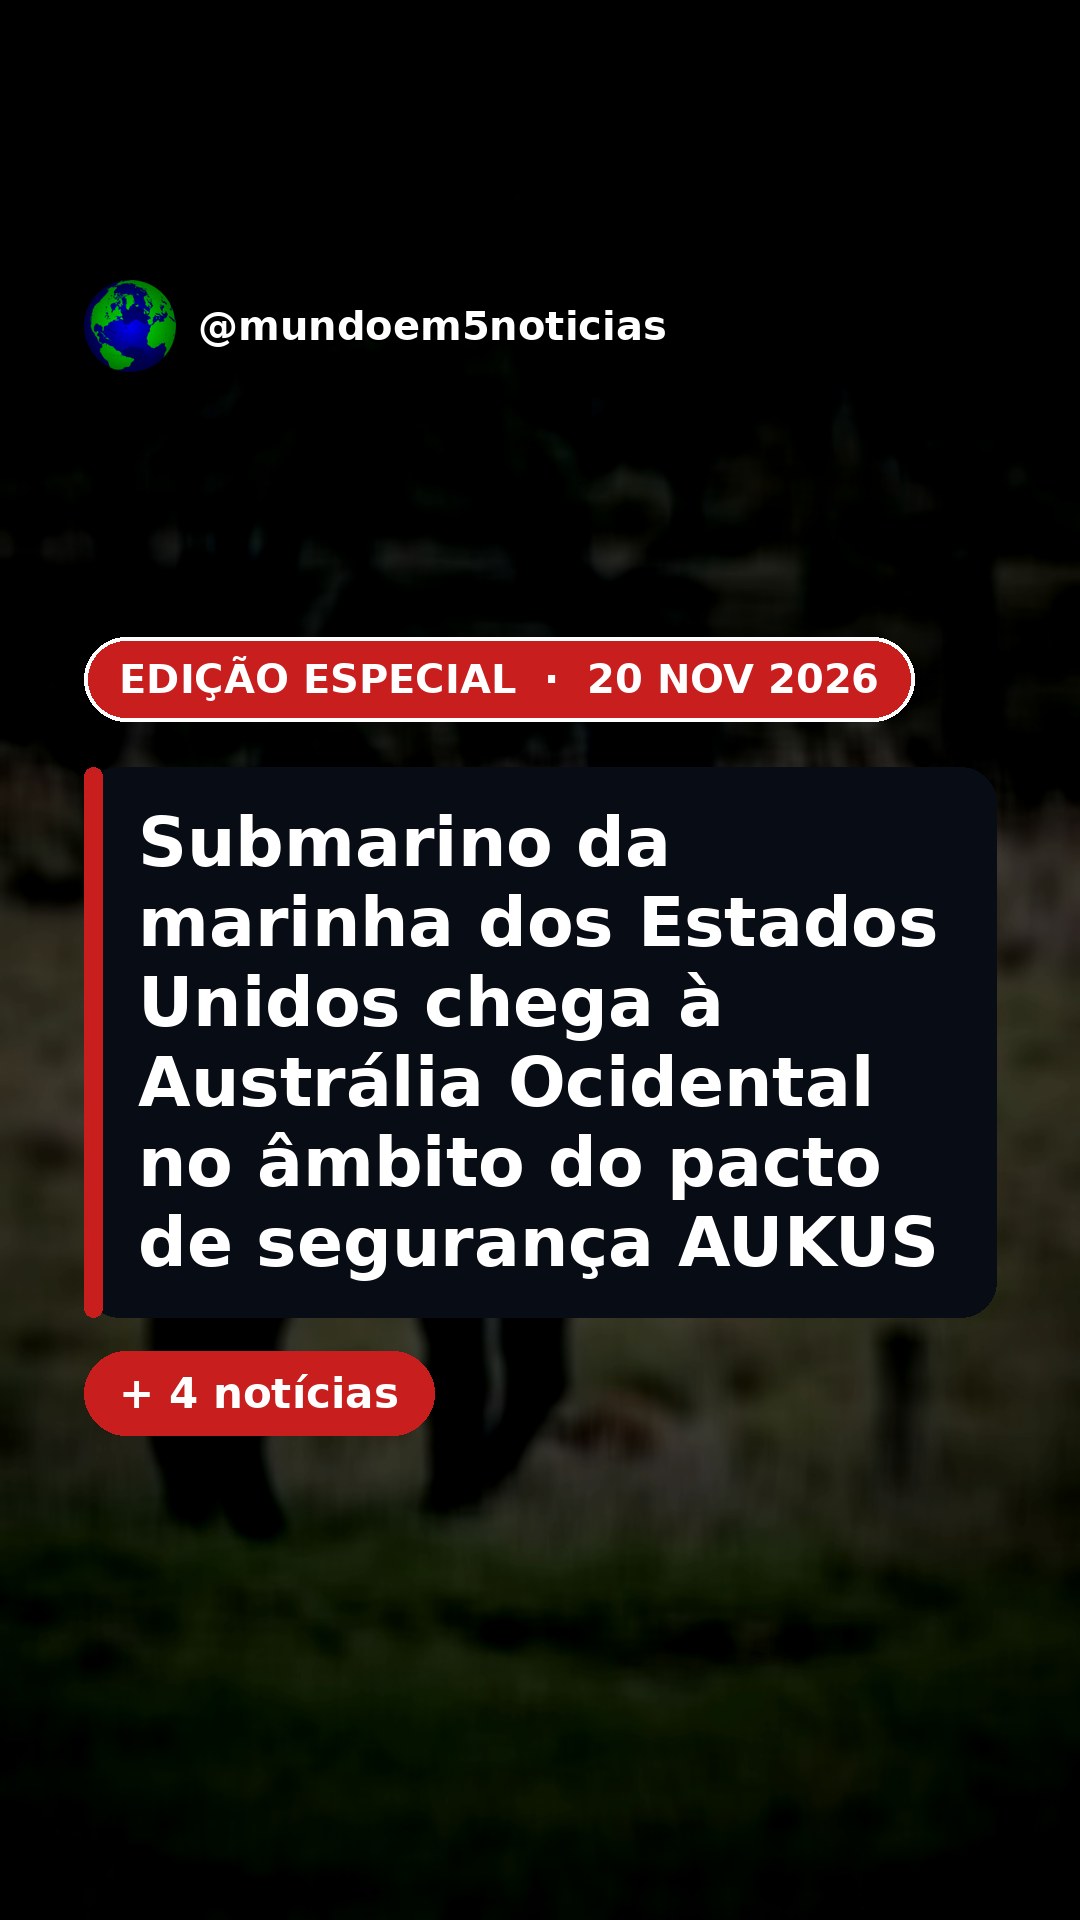 @mundoem5noticias
EDIÇÃO ESPECIAL · 20 NOV 2026
Submarino da
marinha dos Estados
Unidos chega à
Austrália Ocidental
no âmbito do pacto
de segurança AUKUS
+ 4 notícias